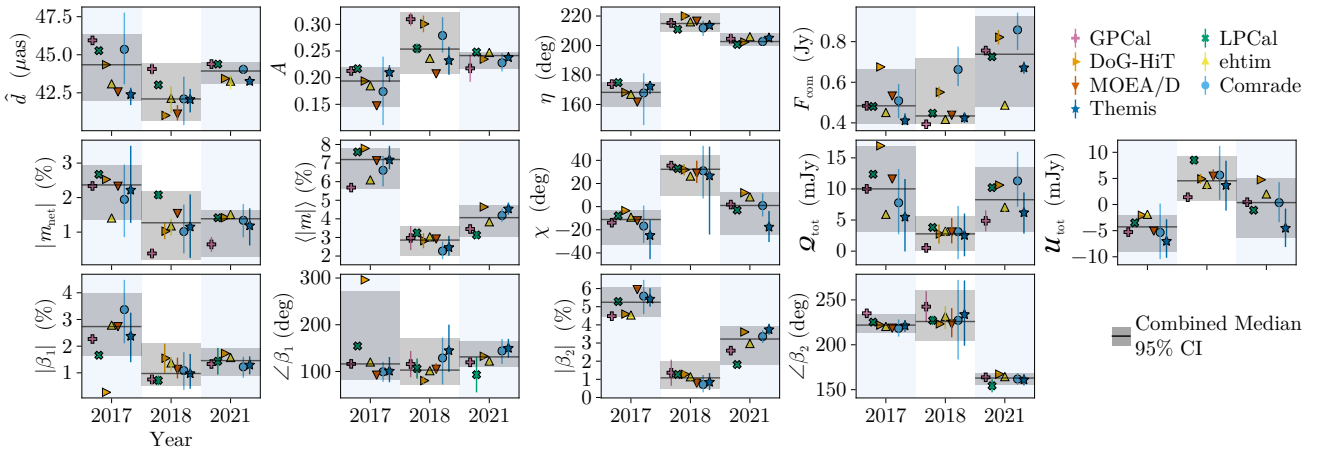 d̂ (μas)
47.5
45.0
42.5
A
0.30
0.25
0.20
0.15
η (deg)
220
200
180
160
F_com (Jy)
0.8
0.6
0.4
GPCal
LPCal
DoG-HiT
ehtim
MOEA/D
Comrade
Themis
|m_net| (%)
3
2
1
⟨|m|⟩ (%)
8
7
6
5
4
3
2
χ (deg)
40
0
−40
𝓠_tot (mJy)
15
10
5
0
𝓤_tot (mJy)
10
5
0
−5
−10
|β₁| (%)
4
3
2
1
∠β₁ (deg)
300
200
100
|β₂| (%)
6
5
4
3
2
1
0
∠β₂ (deg)
250
200
150
Combined Median
95% CI
2017 2018 2021
2017 2018 2021
2017 2018 2021
2017 2018 2021
Year